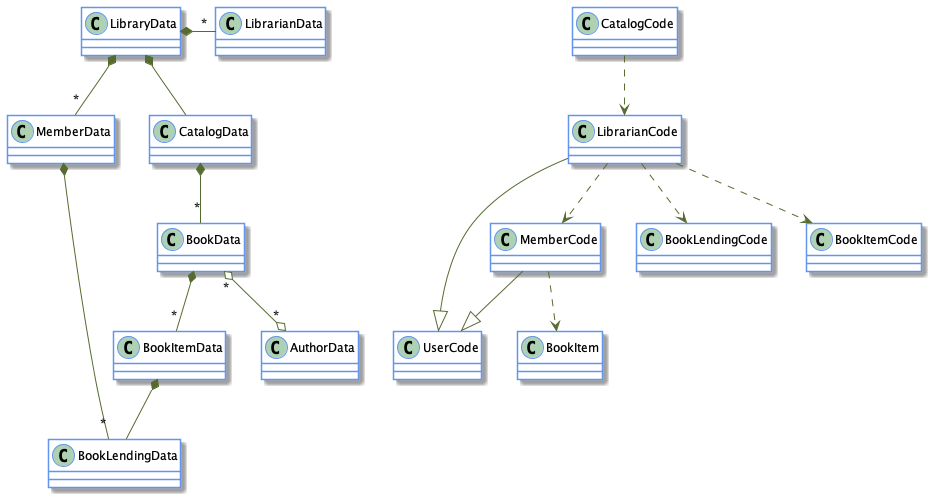 C LibraryData
*
C LibrarianData
C CatalogCode
*
C MemberData
C CatalogData
C LibrarianCode
*
C BookData
C MemberCode
C BookLendingCode
C BookItemCode
*
*
*
C BookItemData
C AuthorData
C UserCode
C BookItem
*
C BookLendingData